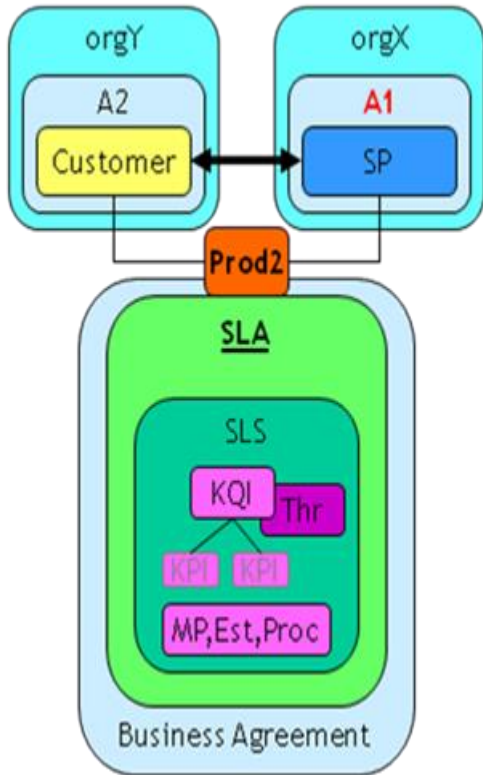 orgY
orgX
A2
A1
Customer
SP
Prod2
SLA
SLS
KQI
Thr
KPI
KPI
MP,Est,Proc
Business Agreement